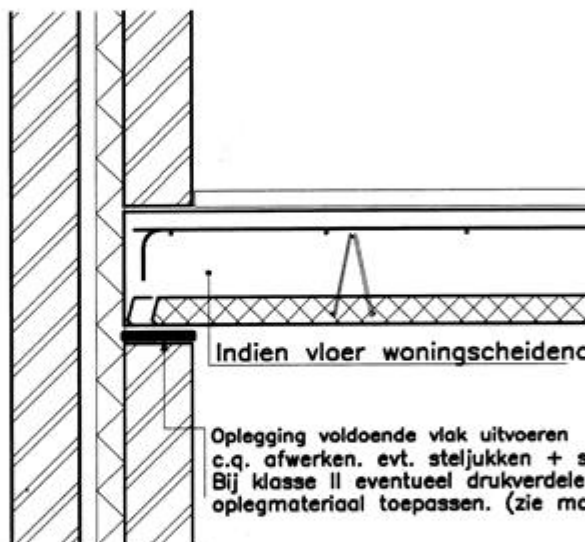 Indien vloer woningscheidend
Oplegging voldoende vlak uitvoeren
c.q. afwerken. evt. steljukken + s
Bij klasse II eventueel drukverdele
oplegmateriaal toepassen. (zie ma